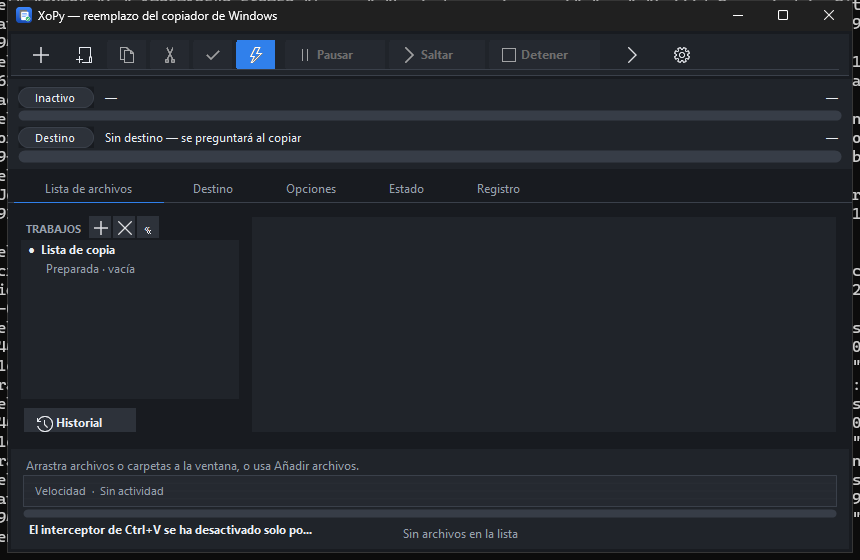 XoPy — reemplazo del copiador de Windows
Pausar
Saltar
Detener
Inactivo —
—
Destino Sin destino — se preguntará al copiar
—
Lista de archivos Destino Opciones Estado Registro
TRABAJOS
• Lista de copia
Preparada · vacía
Historial
Arrastra archivos o carpetas a la ventana, o usa Añadir archivos.
Velocidad · Sin actividad
El interceptor de Ctrl+V se ha desactivado solo po...
Sin archivos en la lista